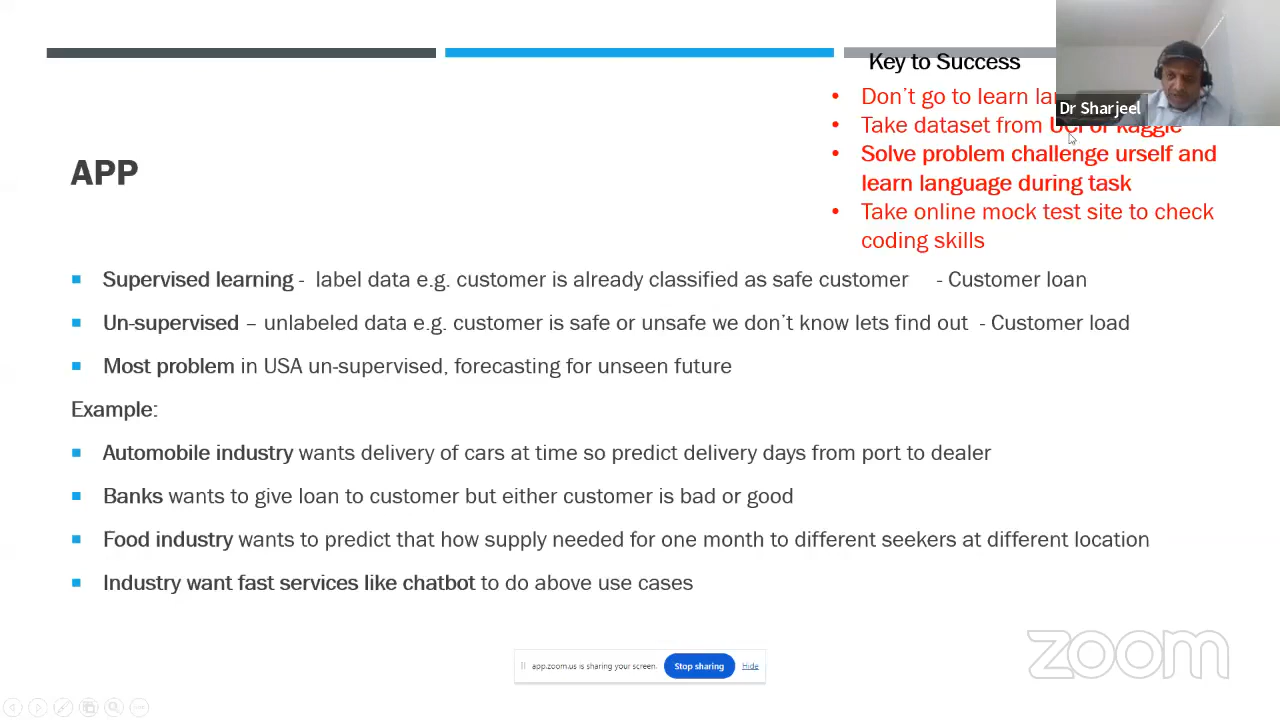 Key to Success
Don't go to learn
Dr Sharjeel
Take dataset from UCI or kaggle
Solve problem challenge urself and
learn language during task
Take online mock test site to check
coding skills
APP
Supervised learning - label data e.g. customer is already classified as safe customer - Customer loan
Un-supervised – unlabeled data e.g. customer is safe or unsafe we don't know lets find out - Customer load
Most problem in USA un-supervised, forecasting for unseen future
Example:
Automobile industry wants delivery of cars at time so predict delivery days from port to dealer
Banks wants to give loan to customer but either customer is bad or good
Food industry wants to predict that how supply needed for one month to different seekers at different location
Industry want fast services like chatbot to do above use cases
app.zoom.us is sharing your screen.
Stop sharing
Hide
zoom